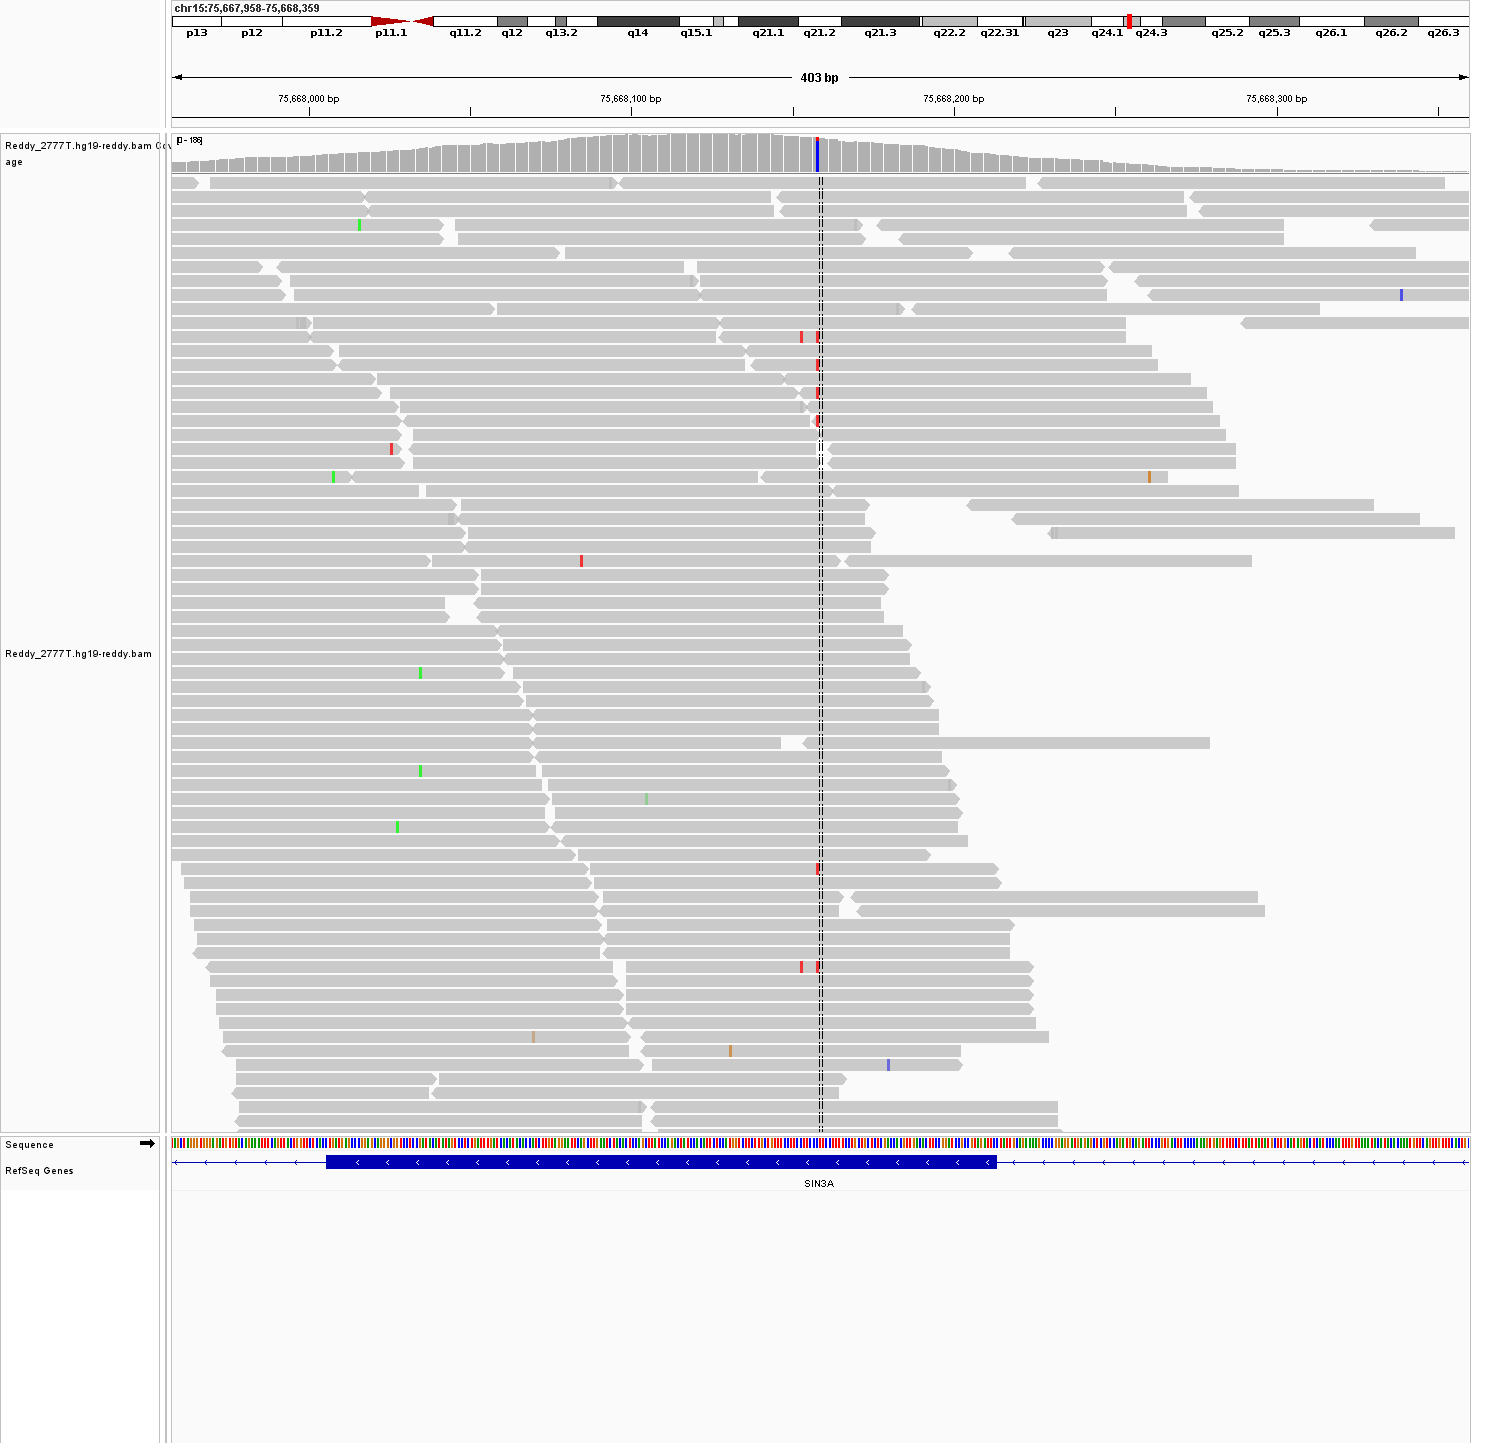 chr15:75,667,958-75,668,359
p13 p12 p11.2 p11.1 q11.2 q12 q13.2 q14 q15.1 q21.1 q21.2 q21.3 q22.2 q22.31 q23 q24.1 q24.3 q25.2 q25.3 q26.1 q26.2 q26.3
403 bp
75,668,000 bp 75,668,100 bp 75,668,200 bp 75,668,300 bp
[0 - 186]
Reddy_2777T.hg19-reddy.bam Cov
age
Reddy_2777T.hg19-reddy.bam
Sequence
RefSeq Genes
SIN3A